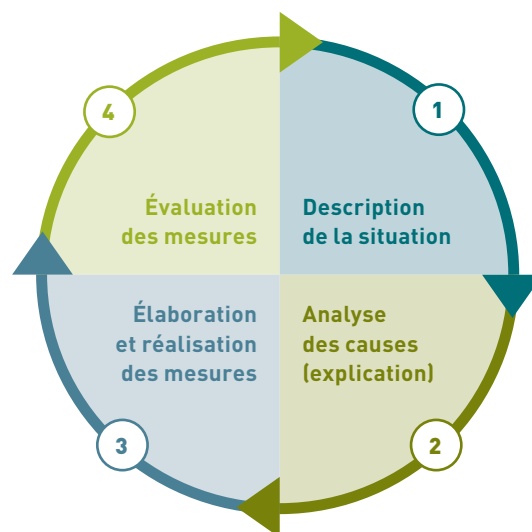 1
Description
de la situation
2
Analyse
des causes
(explication)
3
Élaboration
et réalisation
des mesures
4
Évaluation
des mesures